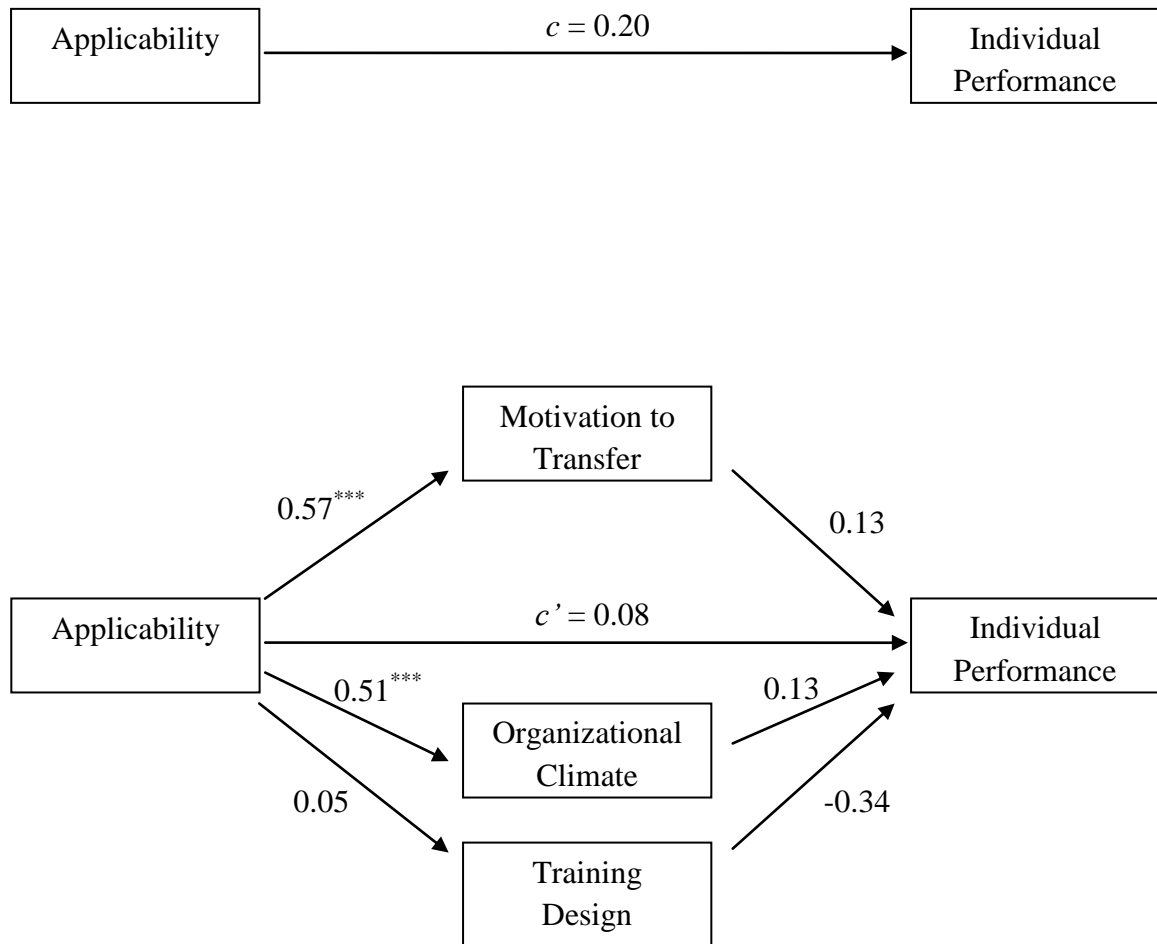 Applicability
c = 0.20
Individual
Performance
Motivation to
Transfer
0.57***
0.13
Applicability
c’ = 0.08
Individual
Performance
0.51***
0.13
Organizational
Climate
0.05
-0.34
Training
Design